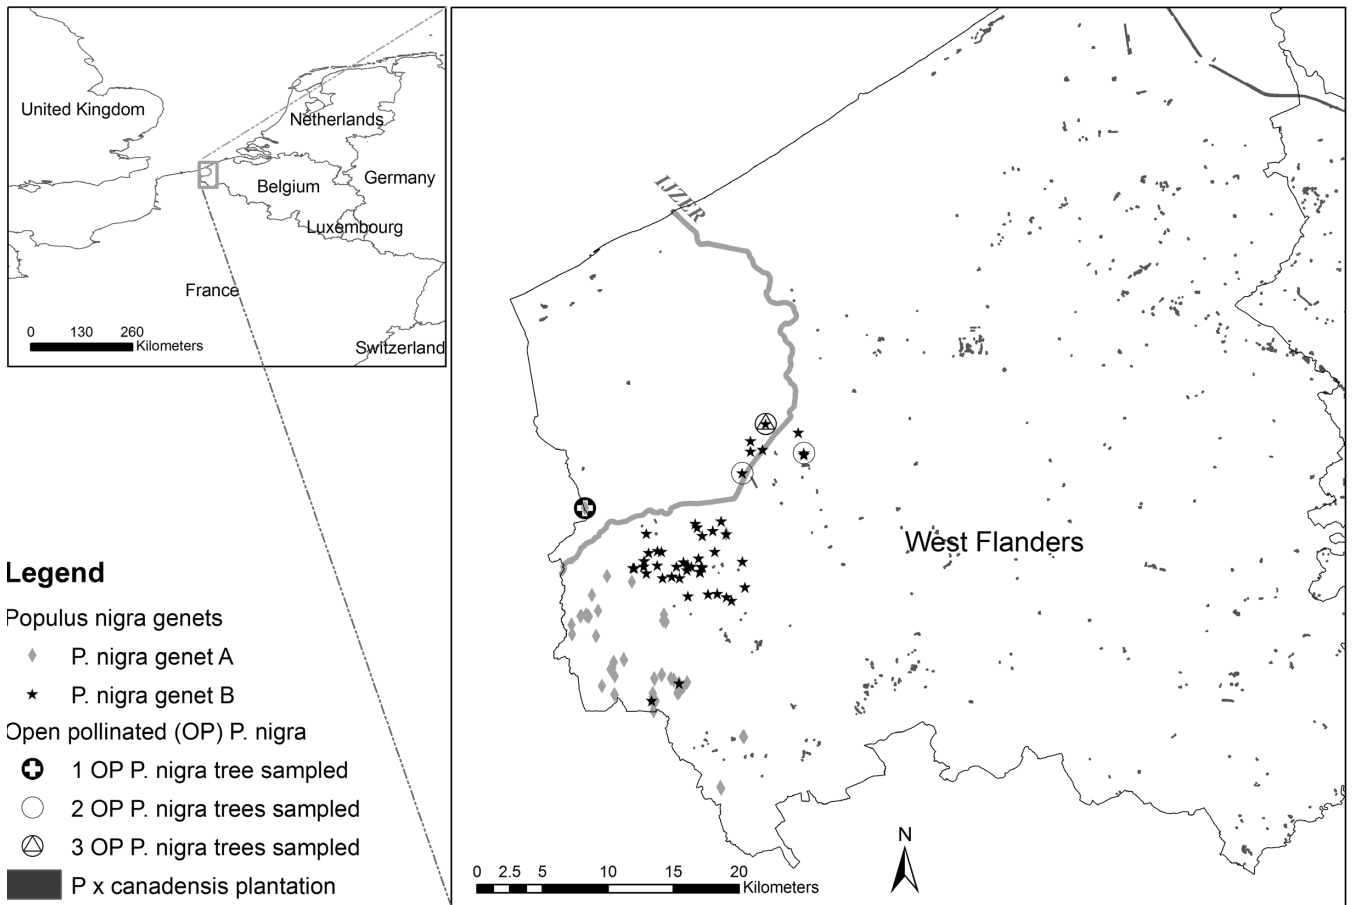 United Kingdom
Netherlands
Belgium
Germany
Luxembourg
France
Switzerland
0 130 260
Kilometers
IJZER
West Flanders
Legend
Populus nigra genets
P. nigra genet A
P. nigra genet B
Open pollinated (OP) P. nigra
1 OP P. nigra tree sampled
2 OP P. nigra trees sampled
3 OP P. nigra trees sampled
P x canadensis plantation
0 2.5 5 10 15 20
Kilometers
N